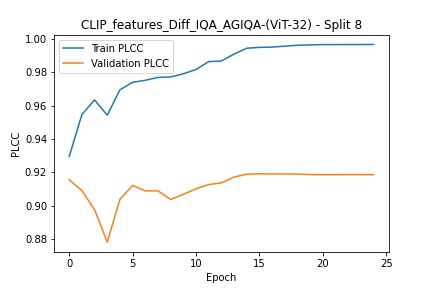 CLIP_features_Diff_IQA_AGIQA-(ViT-32) - Split 8
1.00
0.98
0.96
0.94
0.92
0.90
0.88
PLCC
Train PLCC
Validation PLCC
0 5 10 15 20 25
Epoch